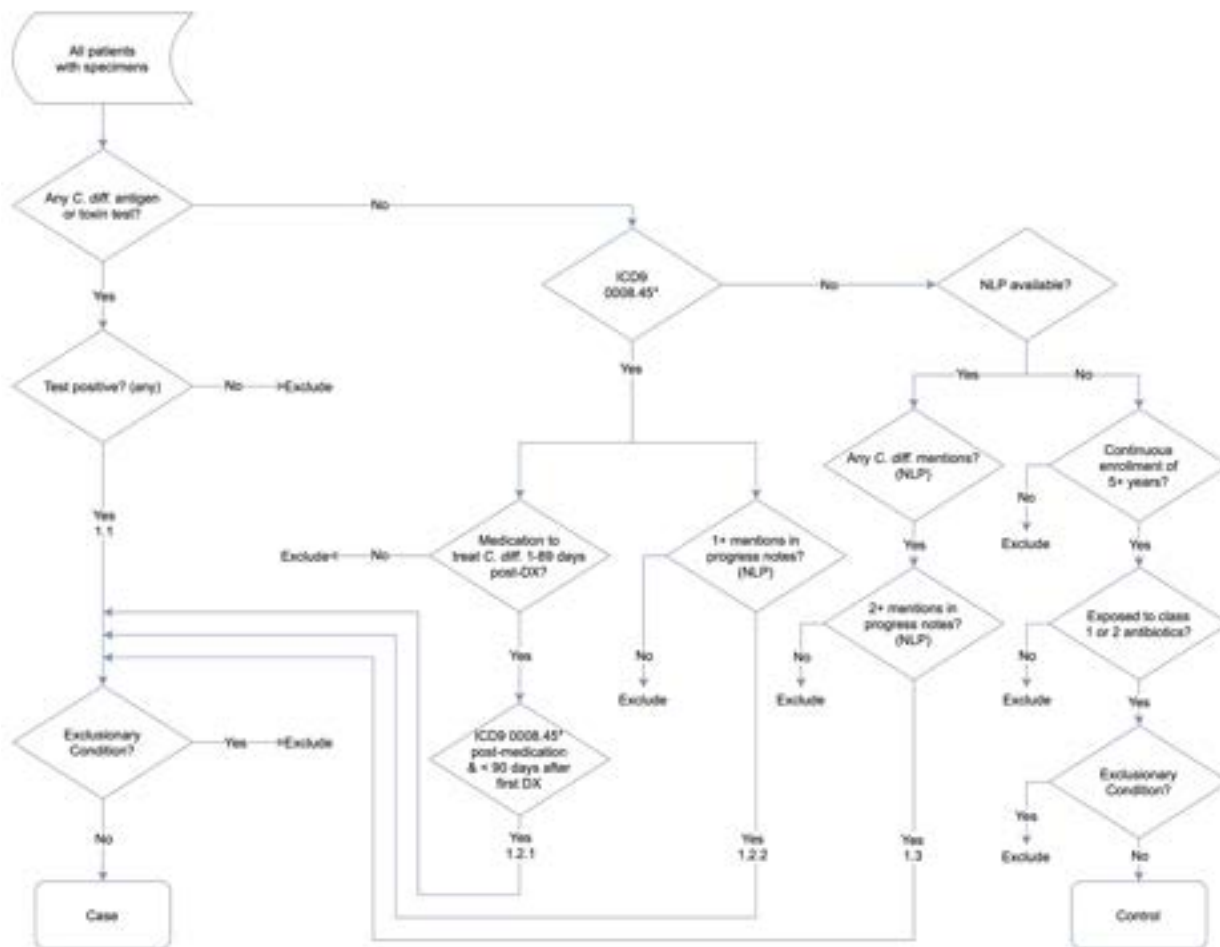 All patients
with specimens
Any C. diff. antigen
or toxin test?
No
Yes
ICD9
0008.45*
No
NLP available?
Test positive? (any)
No
Exclude
Yes
Yes
No
Any C. diff. mentions?
(NLP)
Continuous
enrollment of
5+ years?
Yes
1.1
No
Exclude
Exclude
No
Medication to
treat C. diff. 1-89 days
post-DX?
1+ mentions in
progress notes?
(NLP)
Yes
Yes
2+ mentions in
progress notes?
(NLP)
Exposed to class
1 or 2 antibiotics?
Yes
No
Exclude
No
Exclude
No
Exclude
Yes
Exclusionary
Condition?
Yes
Exclude
ICD9 0008.45*
post-medication
& < 90 days after
first DX
Exclusionary
Condition?
No
Yes
1.2.1
Yes
1.2.2
Yes
1.3
Yes
Exclude
No
Case
Control